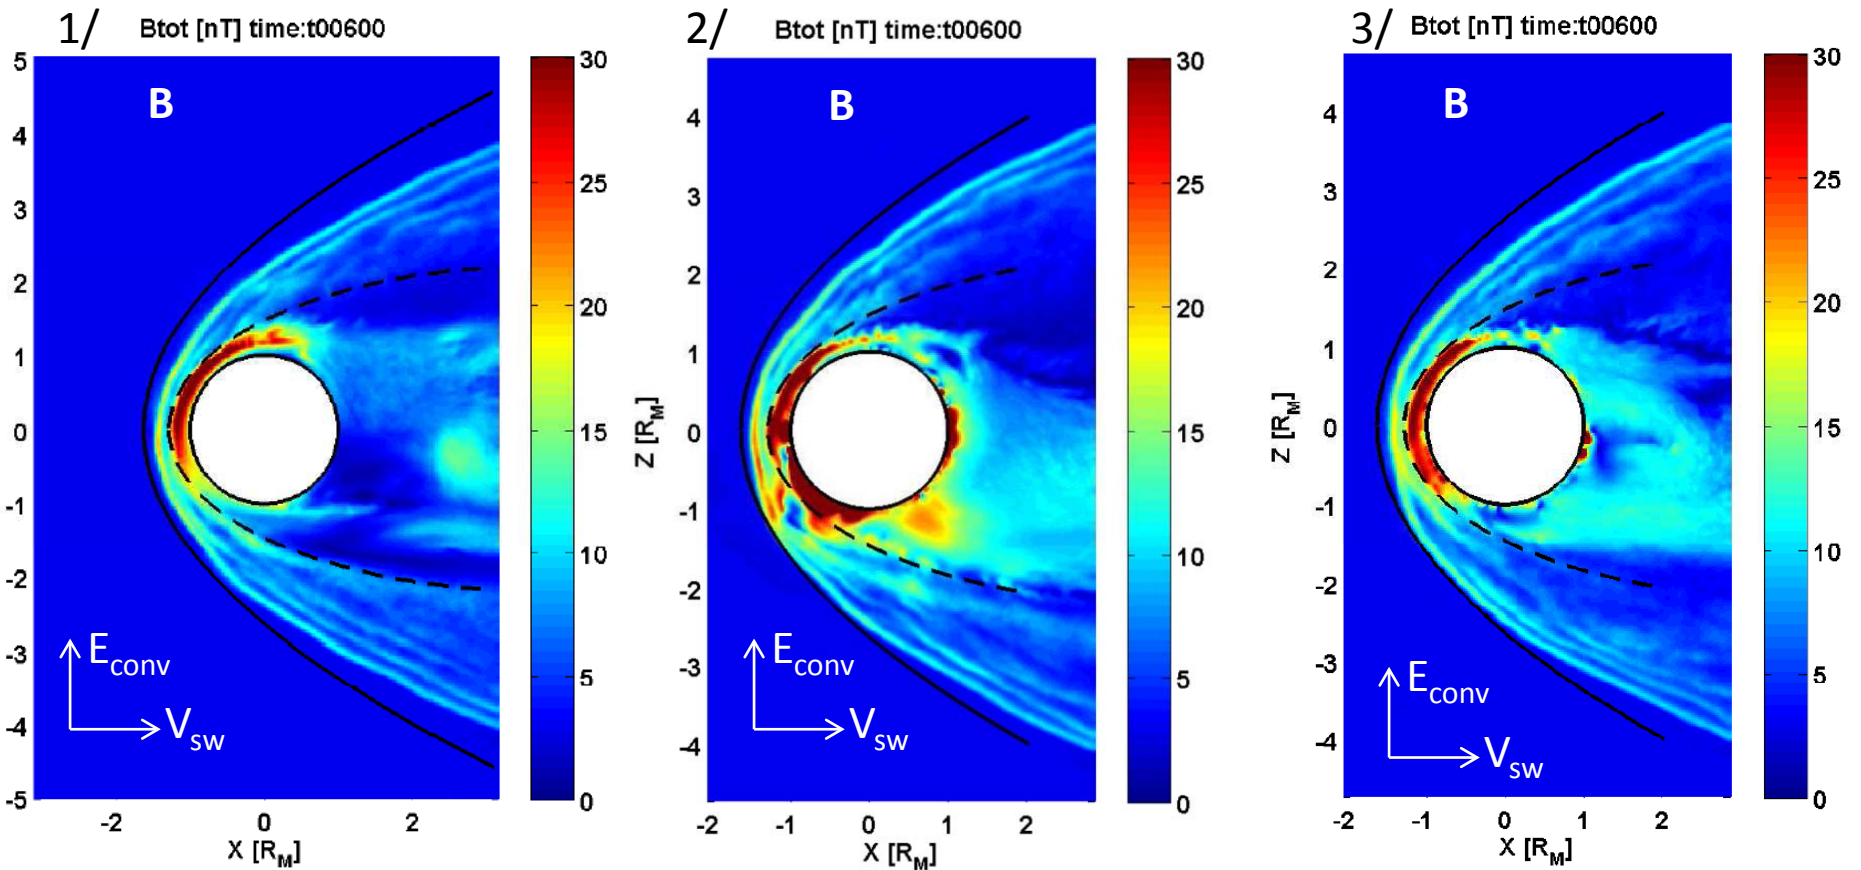 1/ Btot [nT] time:t00600
B
5
4
3
2
1
0
-1
-2
-3
-4
-5
-2 0 2
X [R_M]
E_conv
V_sw
30
25
20
15
10
5
0
2/ Btot [nT] time:t00600
B
4
3
2
1
0
-1
-2
-3
-4
Z [R_M]
-2 -1 0 1 2
X [R_M]
E_conv
V_sw
30
25
20
15
10
5
0
3/ Btot [nT] time:t00600
B
4
3
2
1
0
-1
-2
-3
-4
Z [R_M]
-2 -1 0 1 2
X [R_M]
E_conv
V_sw
30
25
20
15
10
5
0